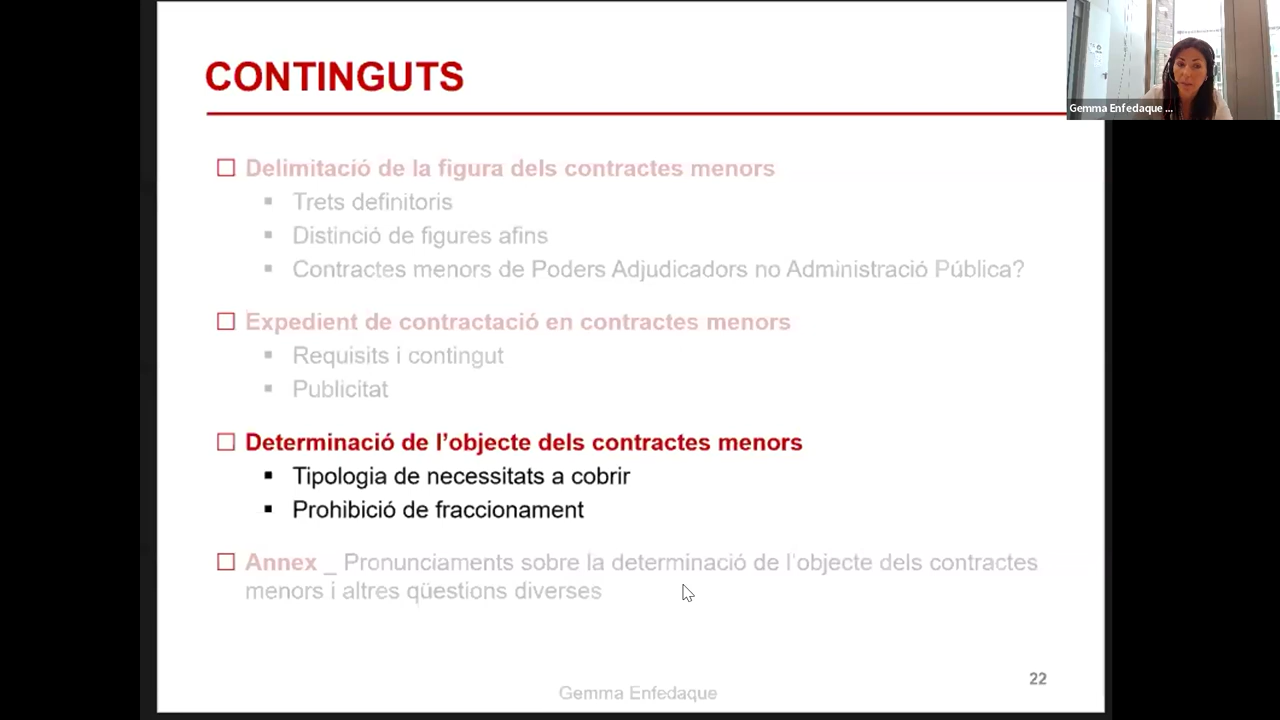 CONTINGUTS
Gemma Enfedaque ...
☐ Delimitació de la figura dels contractes menors
▪ Trets definitoris
▪ Distinció de figures afins
▪ Contractes menors de Poders Adjudicadors no Administració Pública?
☐ Expedient de contractació en contractes menors
▪ Requisits i contingut
▪ Publicitat
☐ Determinació de l'objecte dels contractes menors
▪ Tipologia de necessitats a cobrir
▪ Prohibició de fraccionament
☐ Annex _ Pronunciaments sobre la determinació de l'objecte dels contractes
menors i altres qüestions diverses
22
Gemma Enfedaque